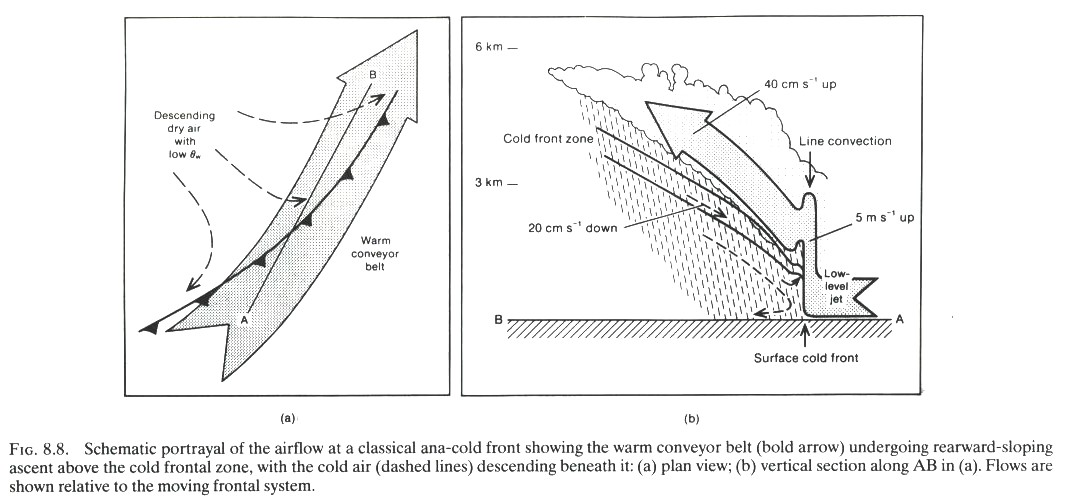 B
Descending
dry air
with
low θw
Warm
conveyor
belt
A
(a)
6 km
40 cm s⁻¹ up
Cold front zone
Line convection
3 km
20 cm s⁻¹ down
5 m s⁻¹ up
Low-
level
jet
B
A
Surface cold front
(b)
FIG. 8.8. Schematic portrayal of the airflow at a classical ana-cold front showing the warm conveyor belt (bold arrow) undergoing rearward-sloping
ascent above the cold frontal zone, with the cold air (dashed lines) descending beneath it: (a) plan view; (b) vertical section along AB in (a). Flows are
shown relative to the moving frontal system.